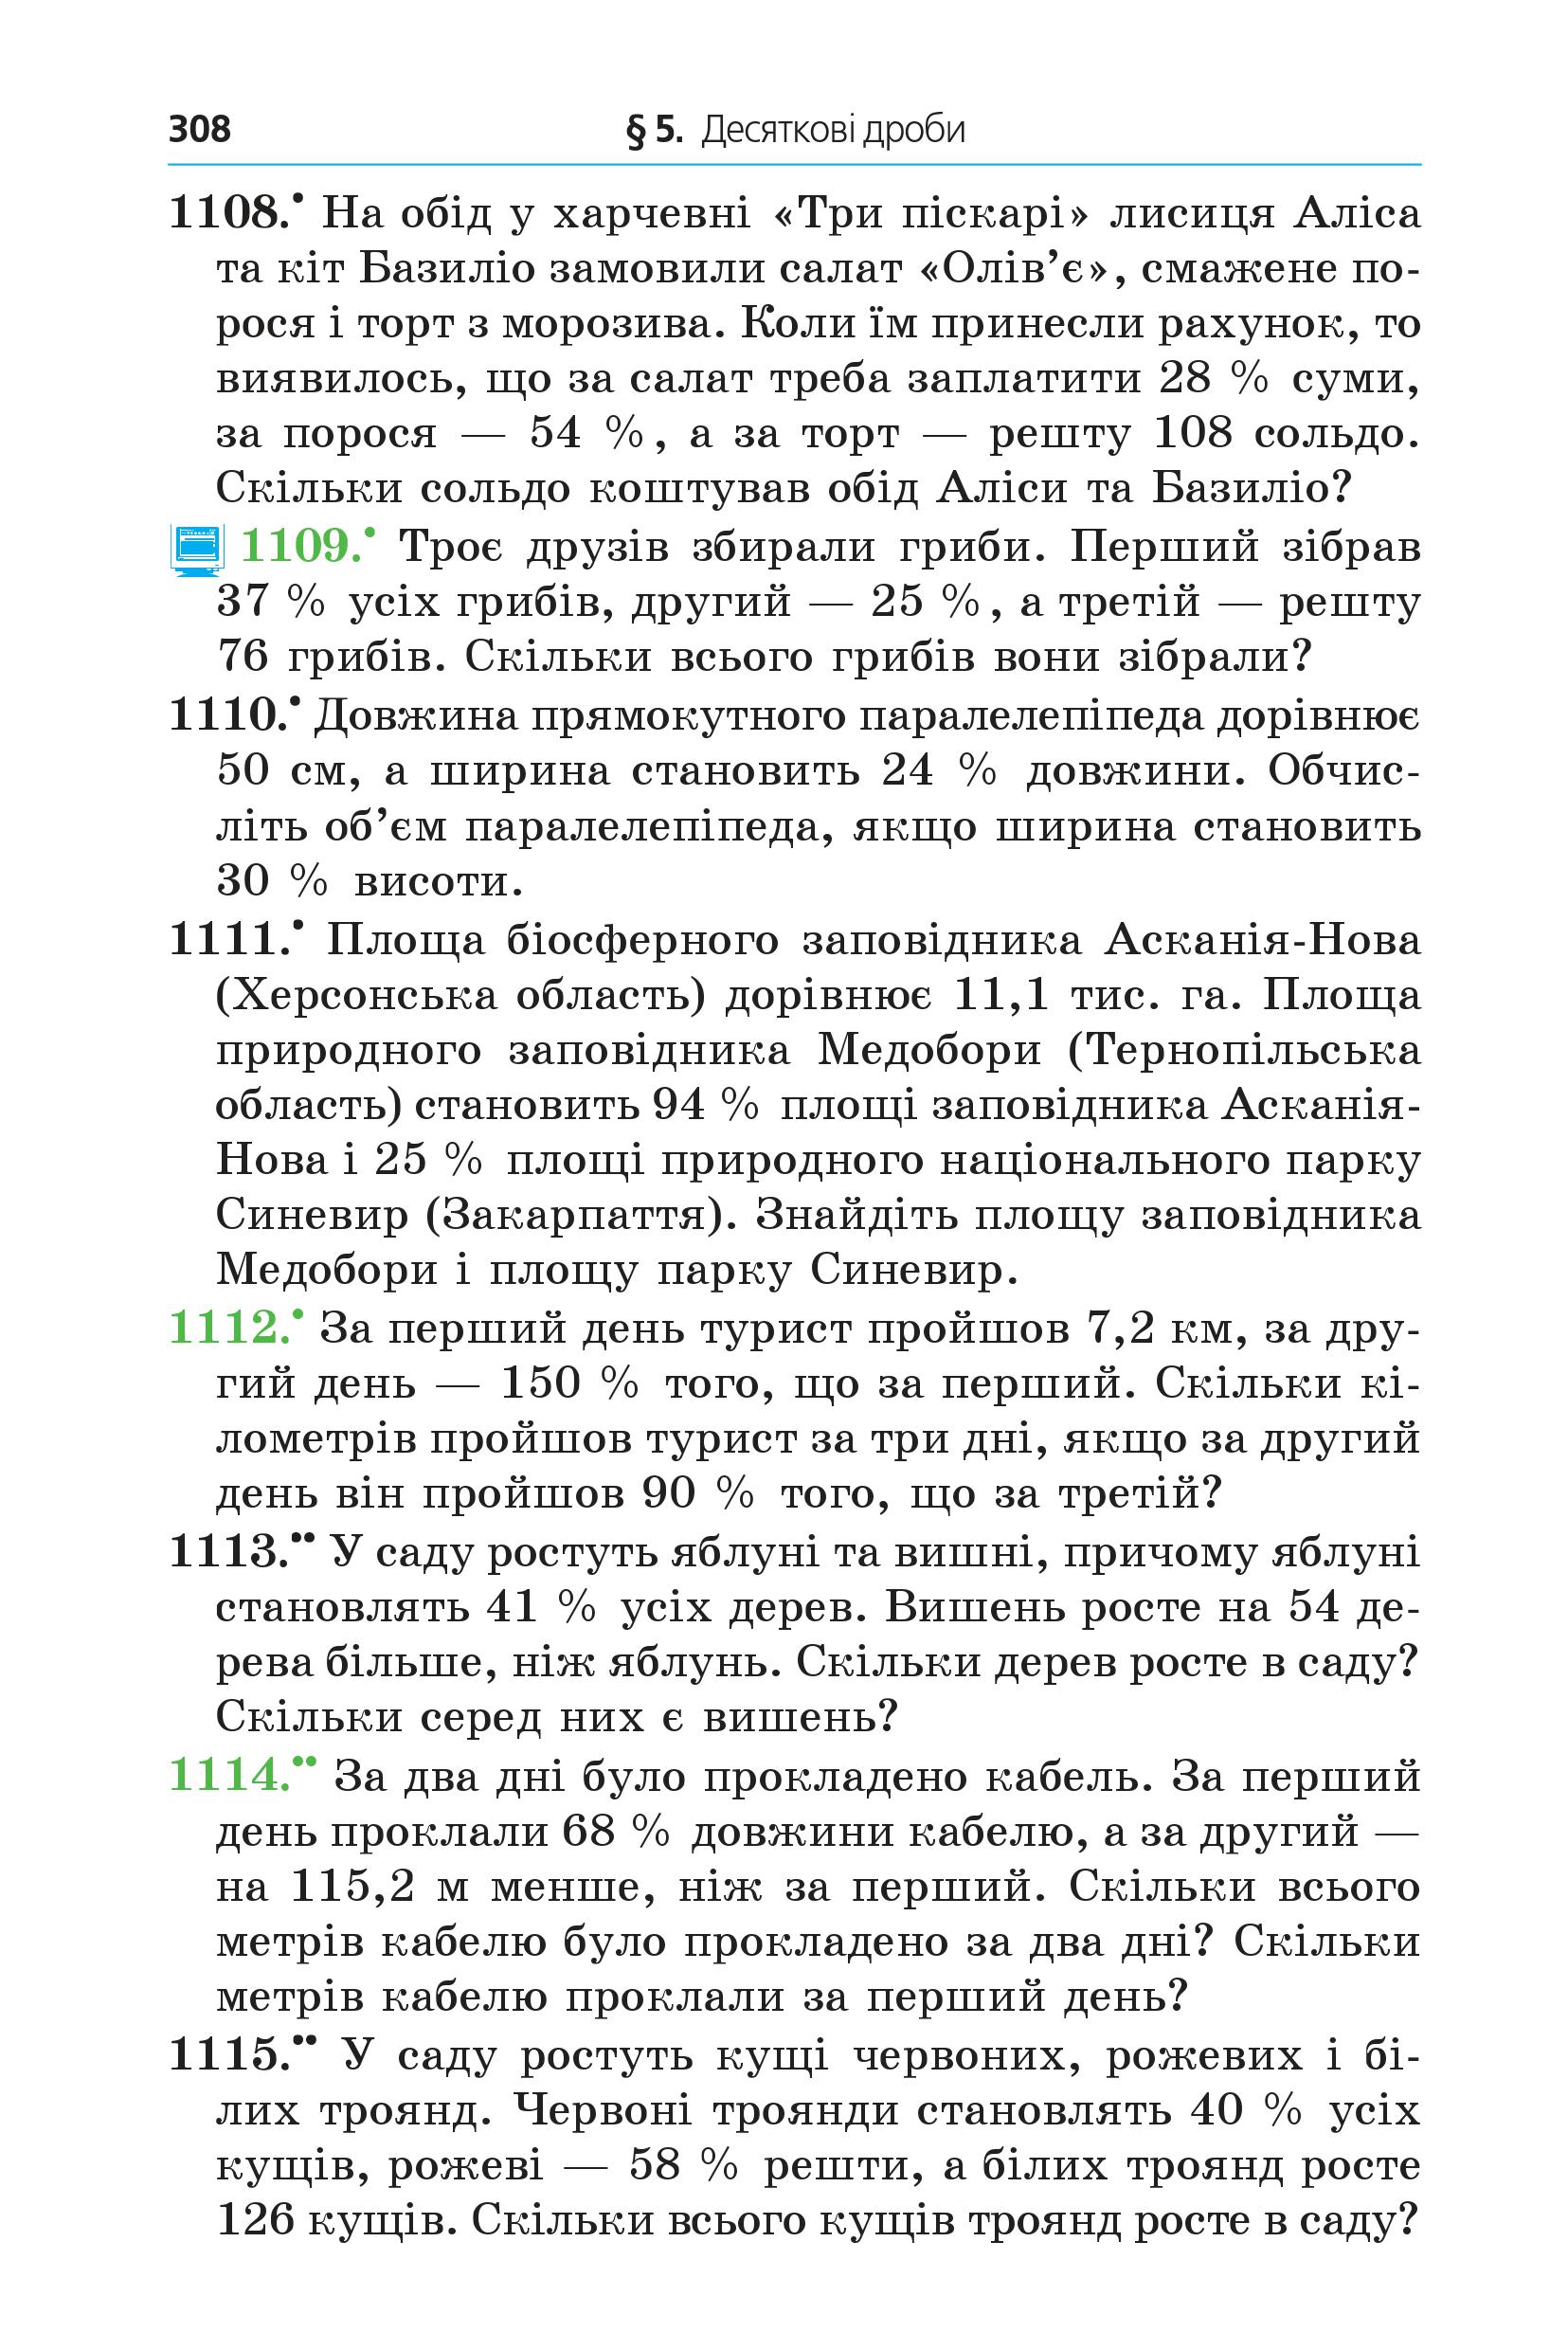 308 § 5. Десяткові дроби
1108.• На обід у харчевні «Три піскарі» лисиця Аліса
та кіт Базиліо замовили салат «Олів’є», смажене по-
рося і торт з морозива. Коли їм принесли рахунок, то
виявилось, що за салат треба заплатити 28 % суми,
за порося — 54 %, а за торт — решту 108 сольдо.
Скільки сольдо коштував обід Аліси та Базиліо?
1109.• Троє друзів збирали гриби. Перший зібрав
37 % усіх грибів, другий — 25 %, а третій — решту
76 грибів. Скільки всього грибів вони зібрали?
1110.• Довжина прямокутного паралелепіпеда дорівнює
50 см, а ширина становить 24 % довжини. Обчис-
літь об’єм паралелепіпеда, якщо ширина становить
30 % висоти.
1111.• Площа біосферного заповідника Асканія-Нова
(Херсонська область) дорівнює 11,1 тис. га. Площа
природного заповідника Медобори (Тернопільська
область) становить 94 % площі заповідника Асканія-
Нова і 25 % площі природного національного парку
Синевир (Закарпаття). Знайдіть площу заповідника
Медобори і площу парку Синевир.
1112.• За перший день турист пройшов 7,2 км, за дру-
гий день — 150 % того, що за перший. Скільки кі-
лометрів пройшов турист за три дні, якщо за другий
день він пройшов 90 % того, що за третій?
1113.•• У саду ростуть яблуні та вишні, причому яблуні
становлять 41 % усіх дерев. Вишень росте на 54 де-
рева більше, ніж яблунь. Скільки дерев росте в саду?
Скільки серед них є вишень?
1114.•• За два дні було прокладено кабель. За перший
день проклали 68 % довжини кабелю, а за другий —
на 115,2 м менше, ніж за перший. Скільки всього
метрів кабелю було прокладено за два дні? Скільки
метрів кабелю проклали за перший день?
1115.•• У саду ростуть кущі червоних, рожевих і бі-
лих троянд. Червоні троянди становлять 40 % усіх
кущів, рожеві — 58 % решти, а білих троянд росте
126 кущів. Скільки всього кущів троянд росте в саду?